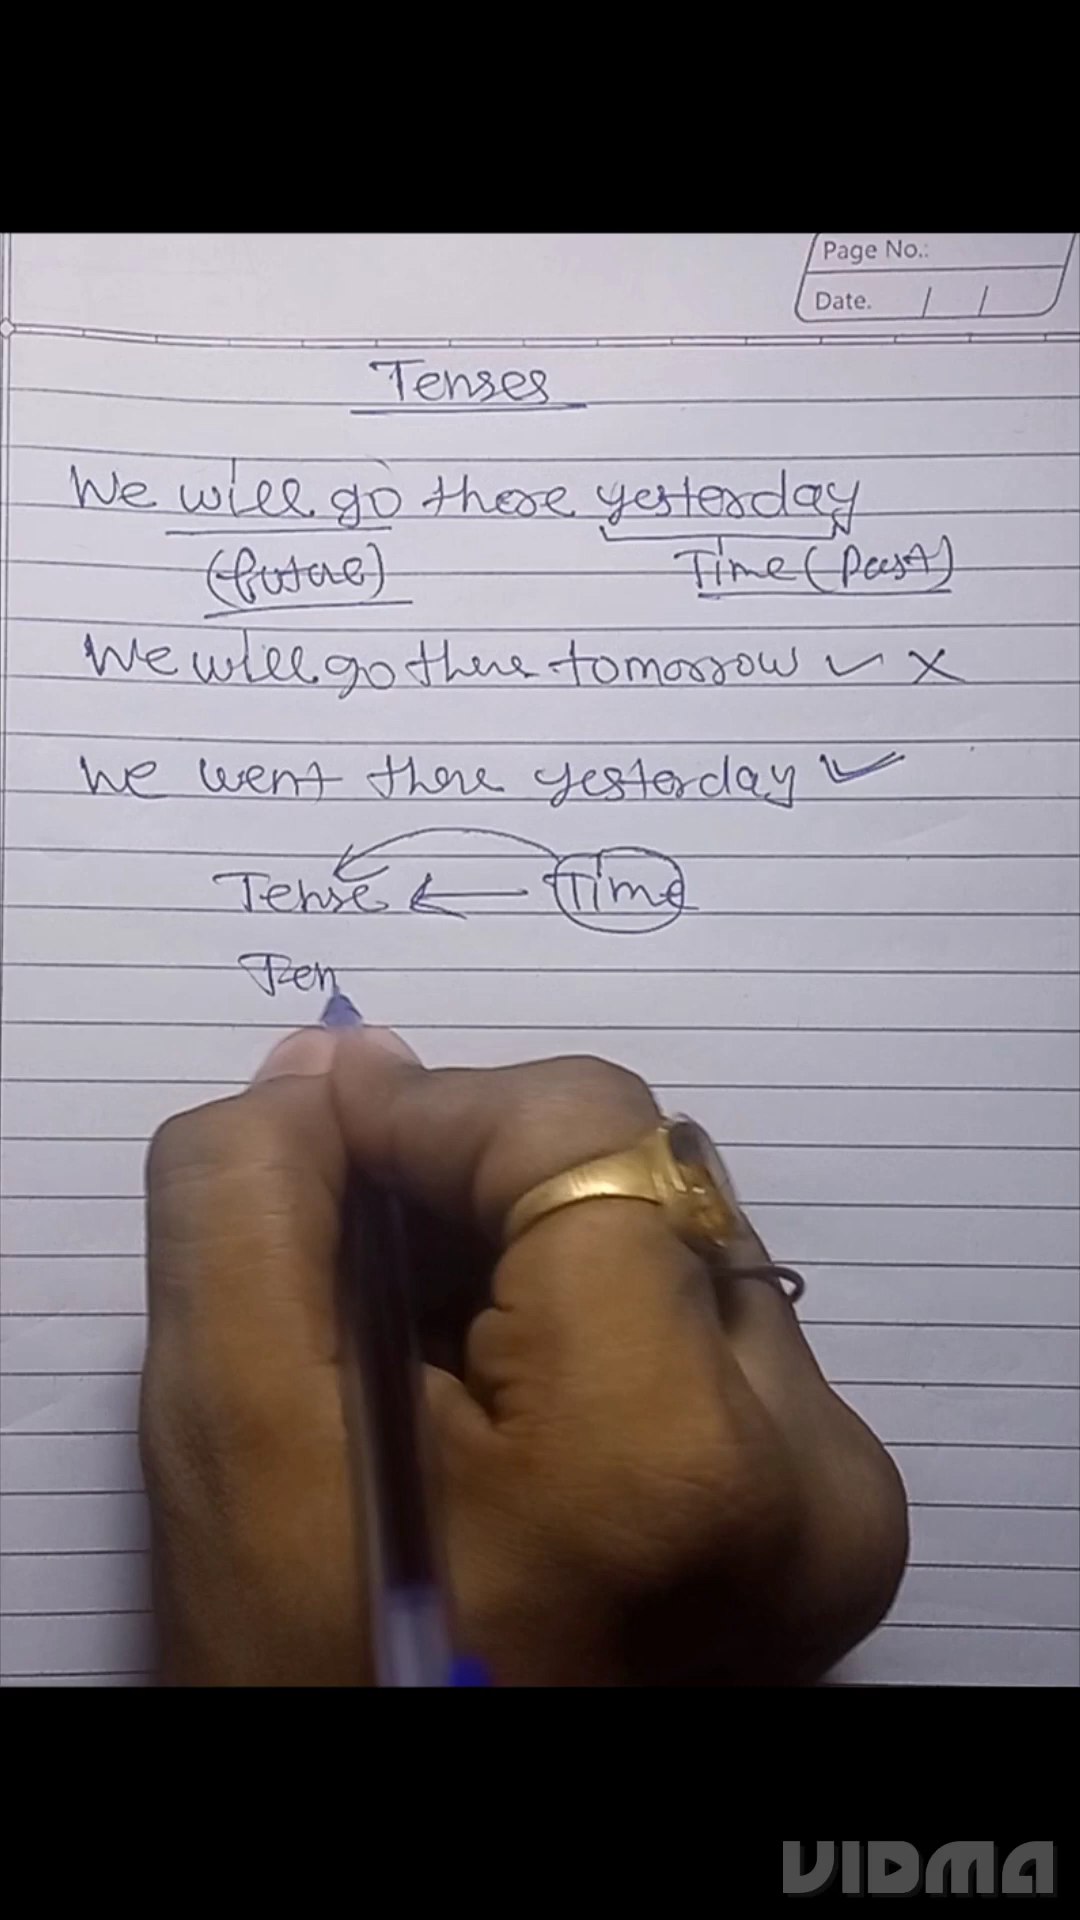 Page No.:
Date. / /
Tenses
We will go there yesterday
(future) Time (Past)
We will go there tomorrow ✓ ✗
We went there yesterday ✓
Tense ← Time
Ten
VIDMA